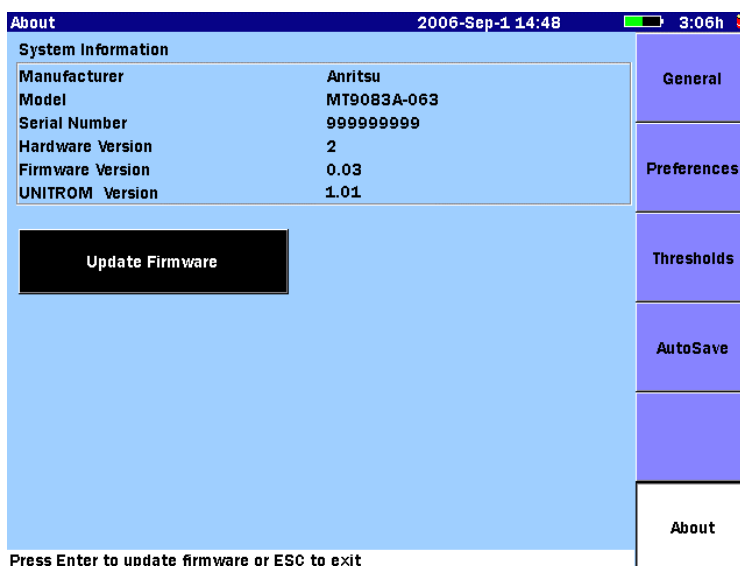 About 2006-Sep-1 14:48 3:06h
System Information
Manufacturer Anritsu
Model MT9083A-063
Serial Number 999999999
Hardware Version 2
Firmware Version 0.03
UNITROM Version 1.01
Update Firmware
General
Preferences
Thresholds
AutoSave
About
Press Enter to update firmware or ESC to exit